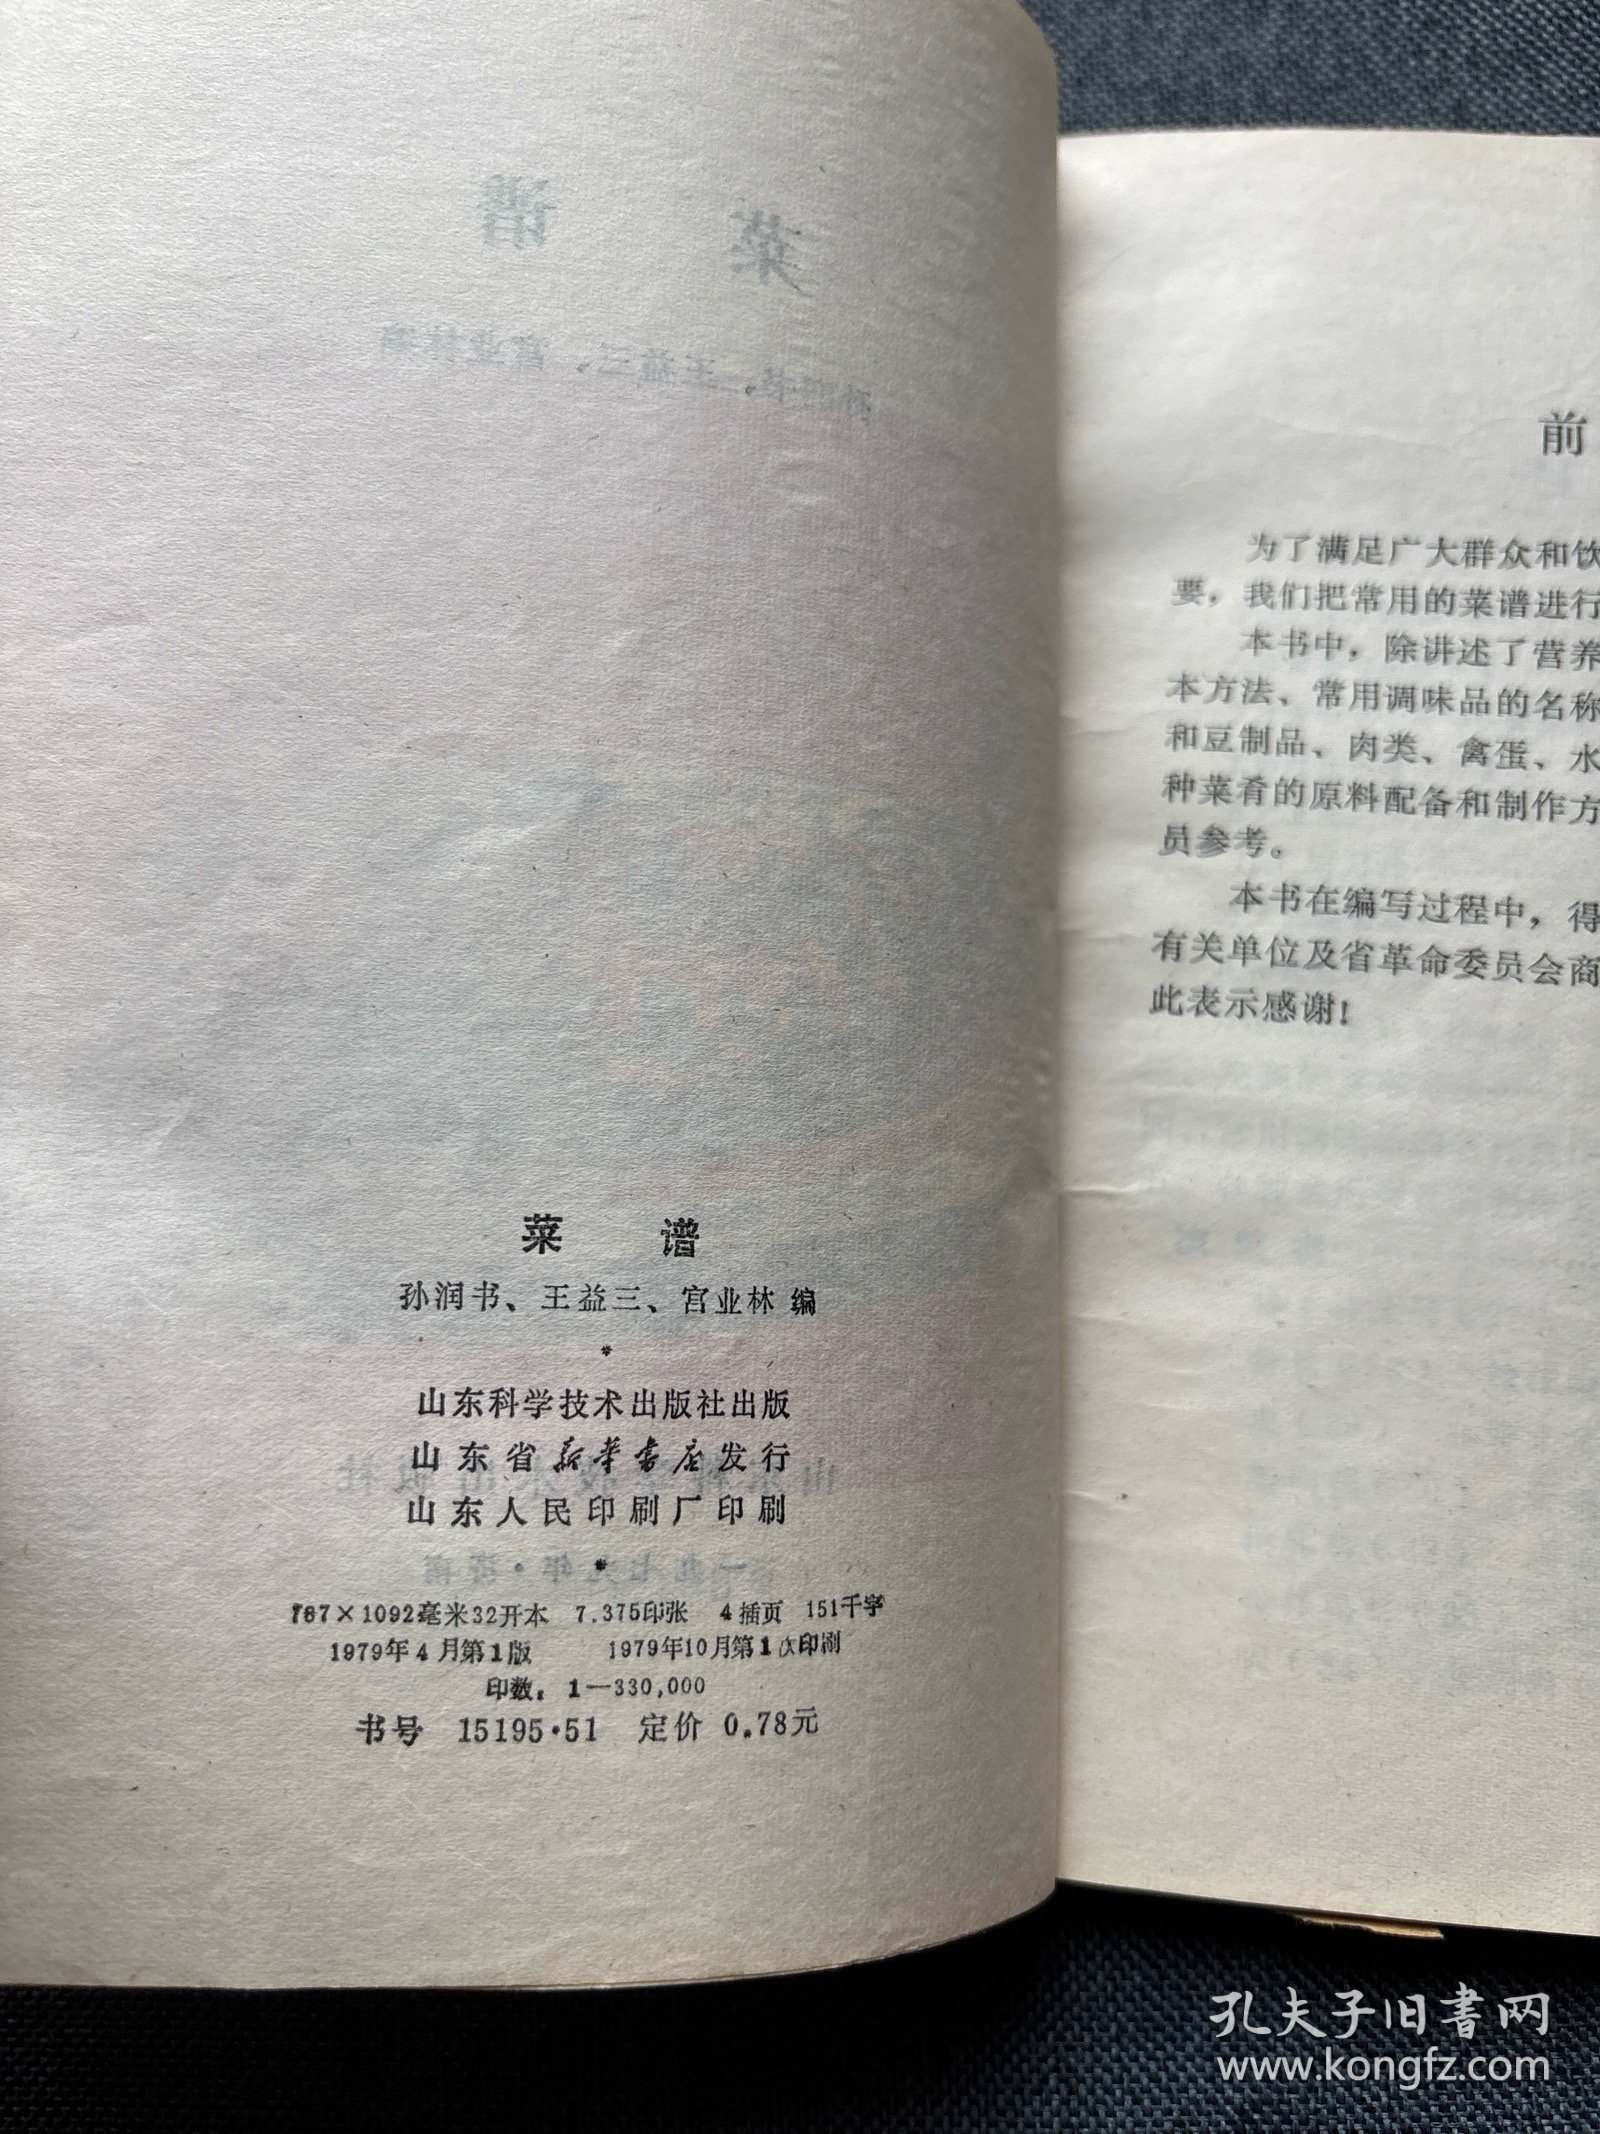 菜 谱
孙润书、王益三、宫业林 编
*
山东科学技术出版社出版
山东省新华书店发行
山东人民印刷厂印刷
*
787×1092毫米32开本 7.375印张 4插页 151千字
1979年4月第1版 1979年10月第1次印刷
印数：1—330,000
书号 15195·51 定价 0.78元
前
为了满足广大群众和饮
要，我们把常用的菜谱进行
本书中，除讲述了营养
本方法、常用调味品的名称
和豆制品、肉类、禽蛋、水
种菜肴的原料配备和制作方
员参考。
本书在编写过程中，得
有关单位及省革命委员会商
此表示感谢！
孔夫子旧书网
www.kongfz.com